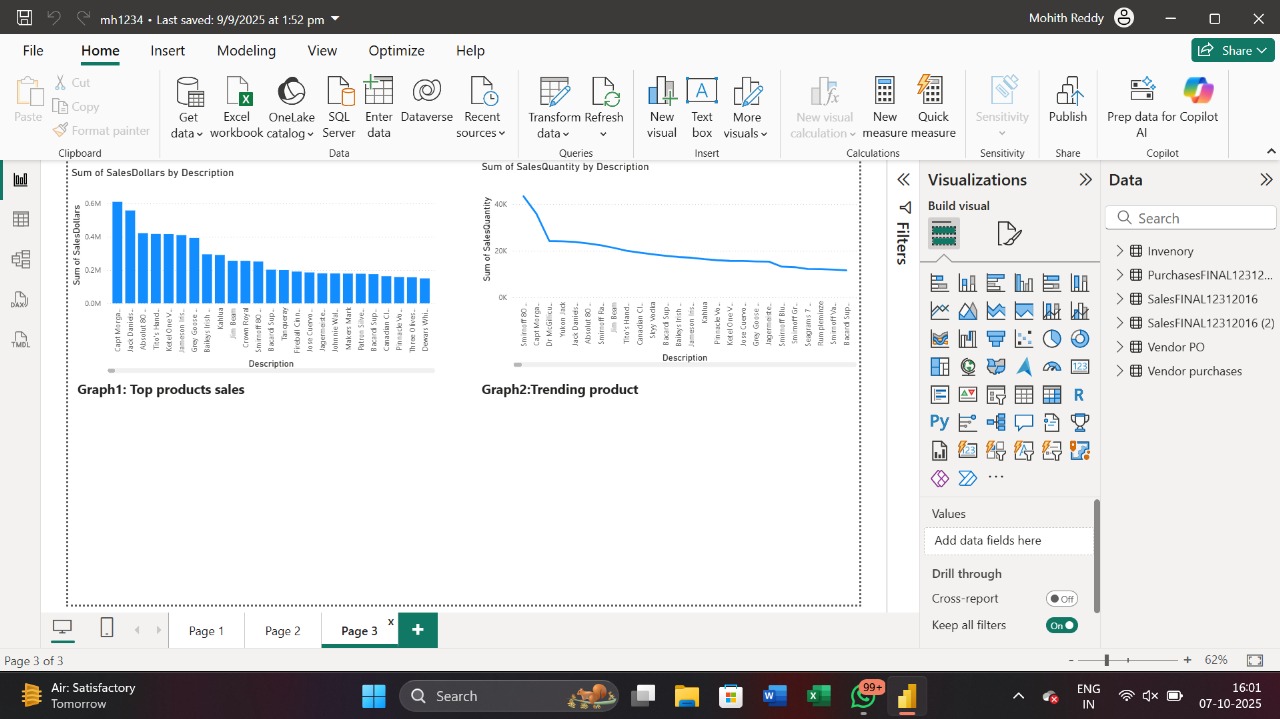 mh1234 • Last saved: 9/9/2025 at 1:52 pm
Mohith Reddy
File Home Insert Modeling View Optimize Help
Share
Paste
Cut
Copy
Format painter
Clipboard
Get data
Excel workbook
OneLake catalog
SQL Server
Enter data
Dataverse
Recent sources
Data
Transform data
Refresh
Queries
New visual
Text box
More visuals
Insert
New visual calculation
New measure
Quick measure
Calculations
Sensitivity
Sensitivity
Publish
Share
Prep data for AI
Copilot
Copilot
DAX
TMDL
Sum of SalesDollars by Description
Sum of SalesDollars
0.6M
0.4M
0.2M
0.0M
Capt Morga...
Jack Daniels...
Absolut 80...
Tito's Hand...
Ketel One V...
Jameson Iris...
Grey Goose...
Baileys Irish ...
Kahlua
Jim Beam
Crown Royal
Smirnoff 80...
Bacardi Sup...
Tanqueray
Fireball Cinn...
Jose Cuervo...
Jagermeiste...
Johnnie Wal...
Makers Mark
Patron Silve...
Bacardi Sup...
Canadian Cl...
Pinnacle Vo...
Three Olives...
Dewars Whi...
Description
Graph1: Top products sales
Sum of SalesQuantity by Description
Sum of SalesQuantity
40K
20K
0K
Smirnoff 80...
Capt Morga...
Dr McGillicu...
Yukon Jack
Jack Daniels...
Absolut 80...
Smirnoff Ra...
Jim Beam
Tito's Hand...
Canadian Cl...
Skyy Vodka
Bacardi Sup...
Baileys Irish ...
Jameson Iris...
Kahlua
Pinnacle Vo...
Ketel One V...
Jose Cuervo...
Grey Goose...
Jagermeiste...
Smirnoff Blu...
Smirnoff Gr...
Seagrams 7...
Rumpleminze
Smirnoff Va...
Bacardi Sup...
Description
Graph2:Trending product
Filters
Visualizations
Build visual
123
R
Py
Values
Add data fields here
Drill through
Cross-report
Off
Keep all filters
On
Data
Search
Invenory
PurchasesFINAL12312...
SalesFINAL12312016
SalesFINAL12312016 (2)
Vendor PO
Vendor purchases
Page 1
Page 2
Page 3
x
+
Page 3 of 3
- + 62%
Air: Satisfactory
Tomorrow
Search
99+
ENG
IN
16:01
07-10-2025